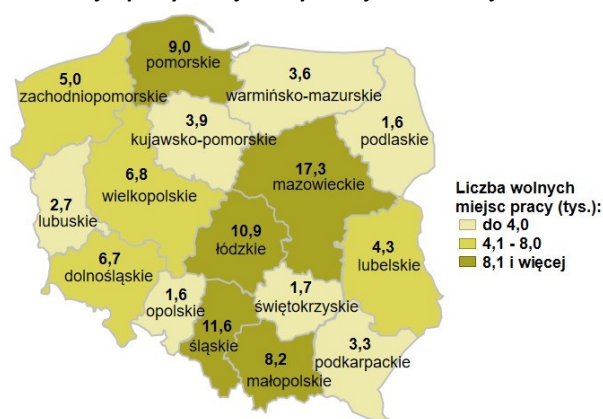 9,0
pomorskie
5,0
zachodniopomorskie
3,6
warmińsko-mazurskie
3,9
kujawsko-pomorskie
1,6
podlaskie
17,3
mazowieckie
6,8
wielkopolskie
2,7
lubuskie
10,9
łódzkie
4,3
lubelskie
6,7
dolnośląskie
1,6
opolskie
1,7
świętokrzyskie
11,6
śląskie
8,2
małopolskie
3,3
podkarpackie
Liczba wolnych
miejsc pracy (tys.):
do 4,0
4,1 - 8,0
8,1 i więcej